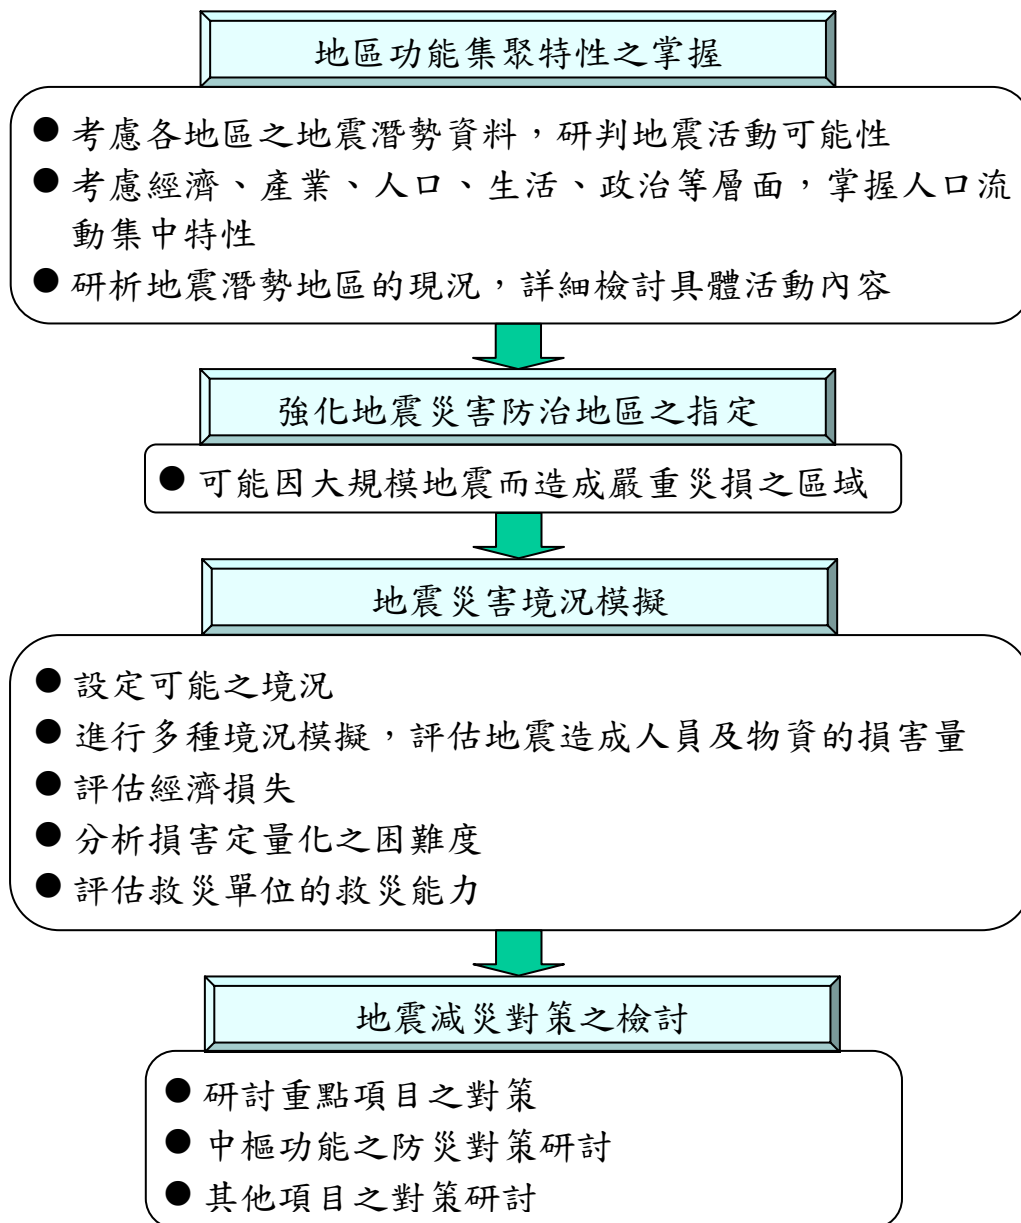 地區功能集聚特性之掌握
● 考慮各地區之地震潛勢資料，研判地震活動可能性
● 考慮經濟、產業、人口、生活、政治等層面，掌握人口流
動集中特性
● 研析地震潛勢地區的現況，詳細檢討具體活動內容
強化地震災害防治地區之指定
● 可能因大規模地震而造成嚴重災損之區域
地震災害境況模擬
● 設定可能之境況
● 進行多種境況模擬，評估地震造成人員及物資的損害量
● 評估經濟損失
● 分析損害定量化之困難度
● 評估救災單位的救災能力
地震減災對策之檢討
● 研討重點項目之對策
● 中樞功能之防災對策研討
● 其他項目之對策研討